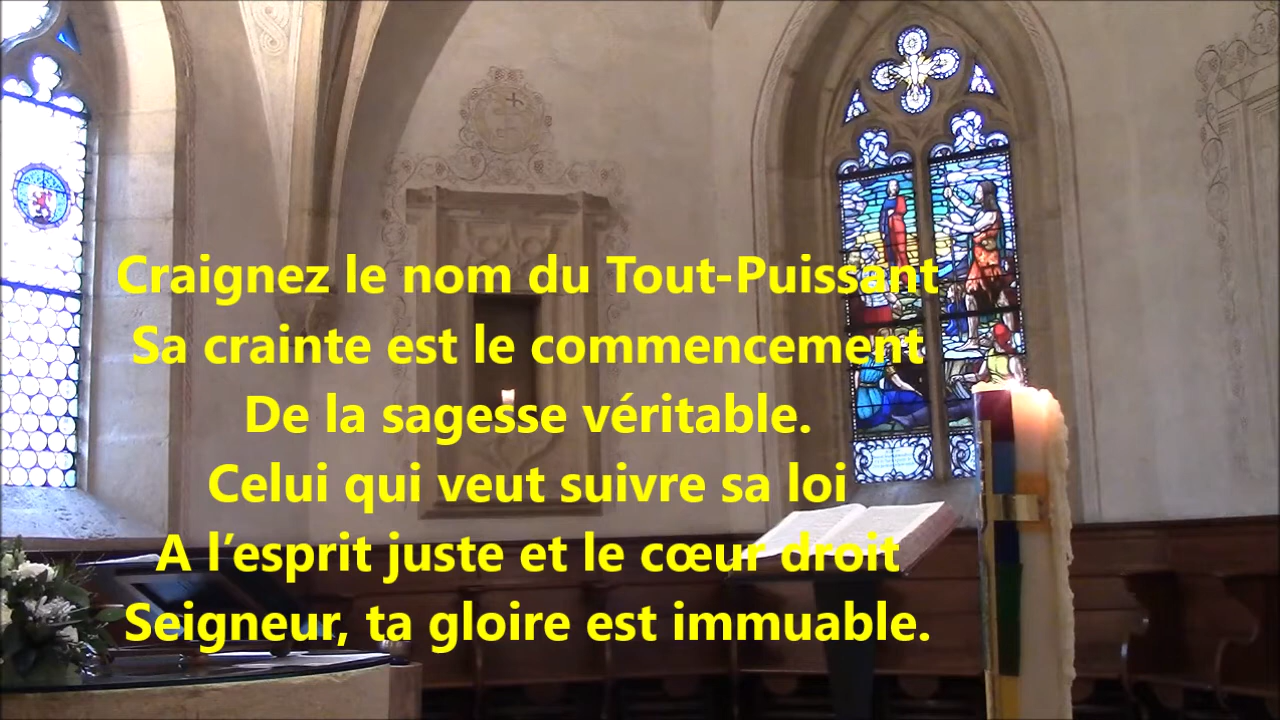 Craignez le nom du Tout-Puissant
Sa crainte est le commencement
De la sagesse véritable.
Celui qui veut suivre sa loi
A l’esprit juste et le cœur droit
Seigneur, ta gloire est immuable.